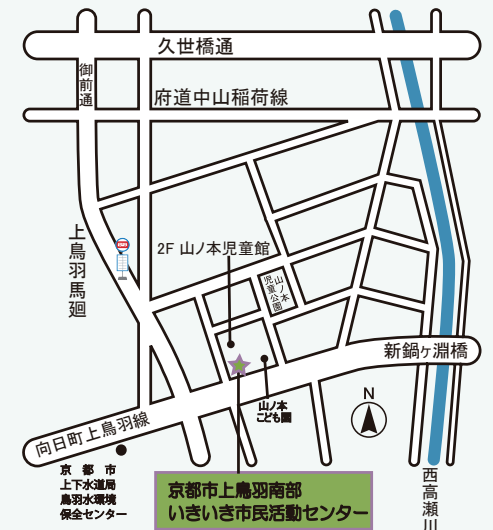 久世橋通
御前通
府道中山稲荷線
上鳥羽馬廻
2F 山ノ本児童館
山ノ本
児童公園
新鍋ヶ淵橋
山ノ本
こども園
N
向日町上鳥羽線
京都市
上下水道局
鳥羽水環境
保全センター
京都市上鳥羽南部
いきいき市民活動センター
西高瀬川